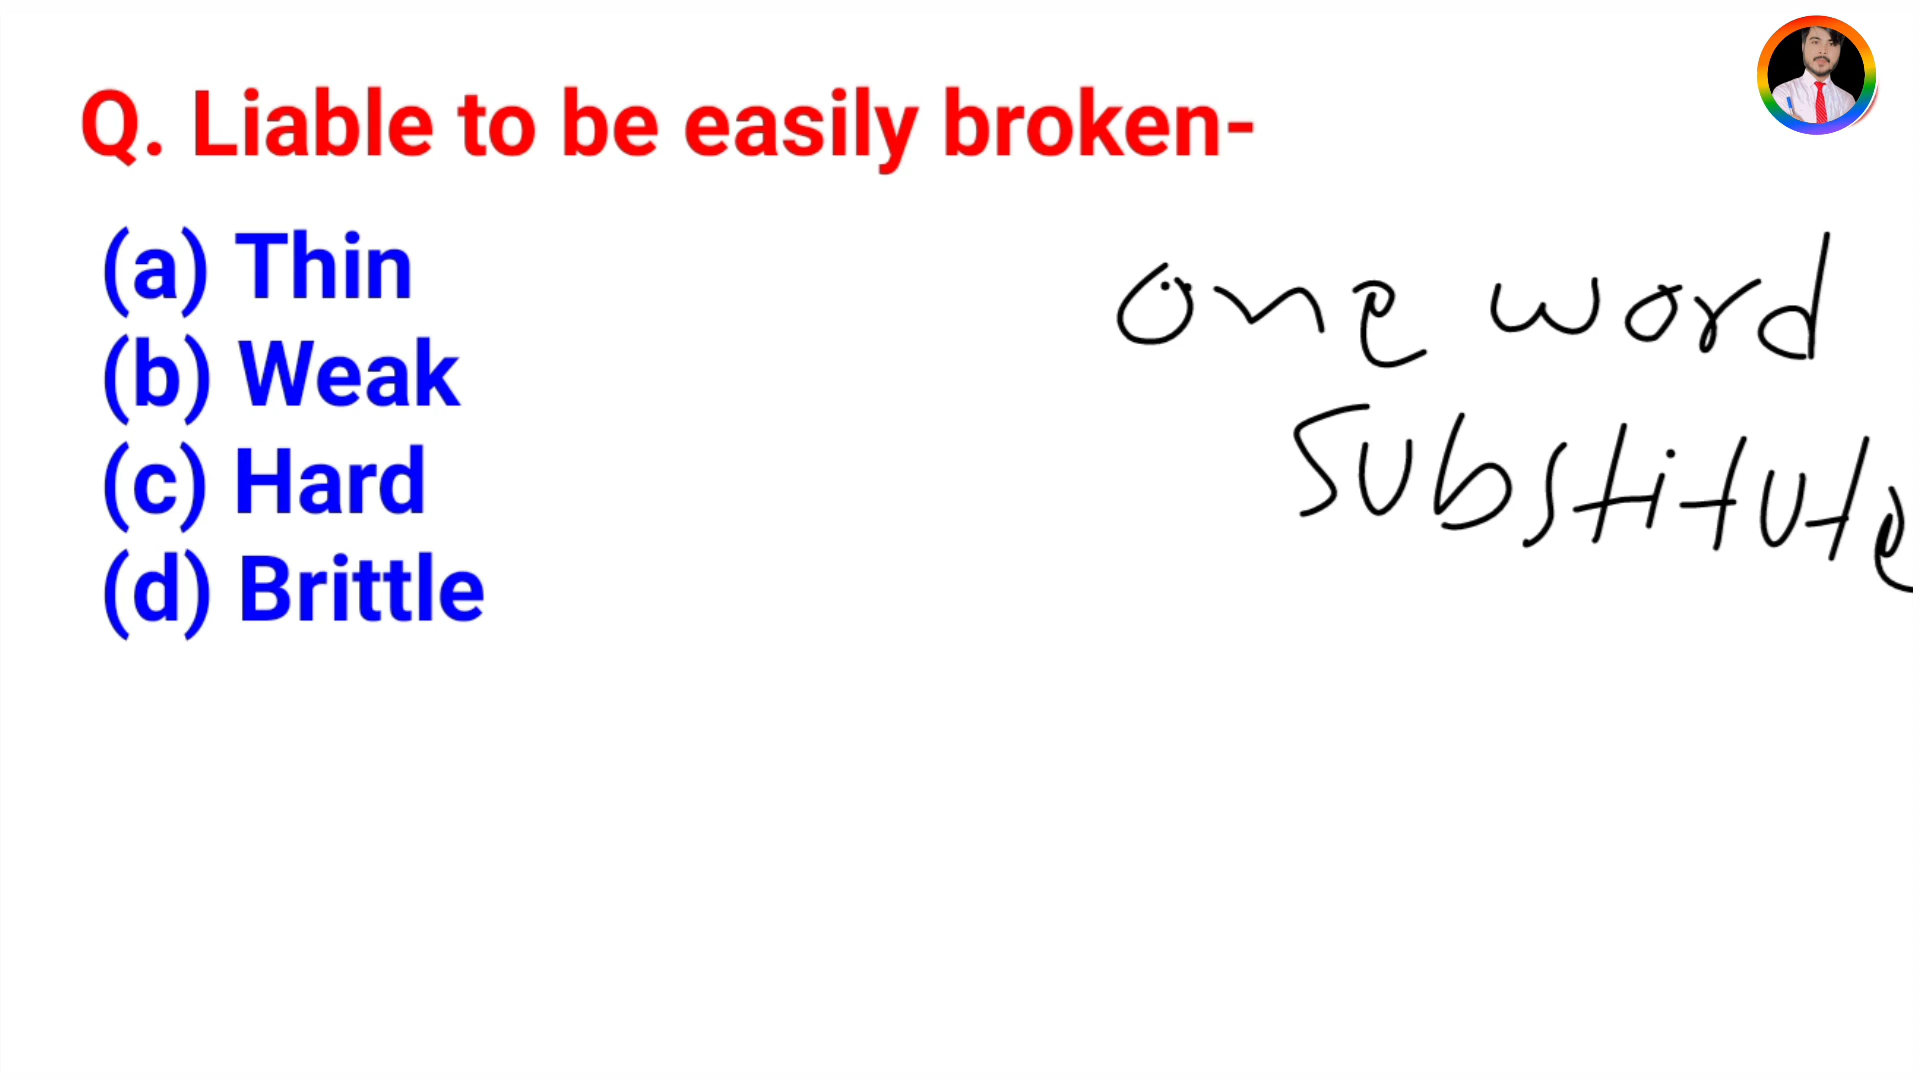 Q. Liable to be easily broken-
(a) Thin
(b) Weak
(c) Hard
(d) Brittle
one word
substitute